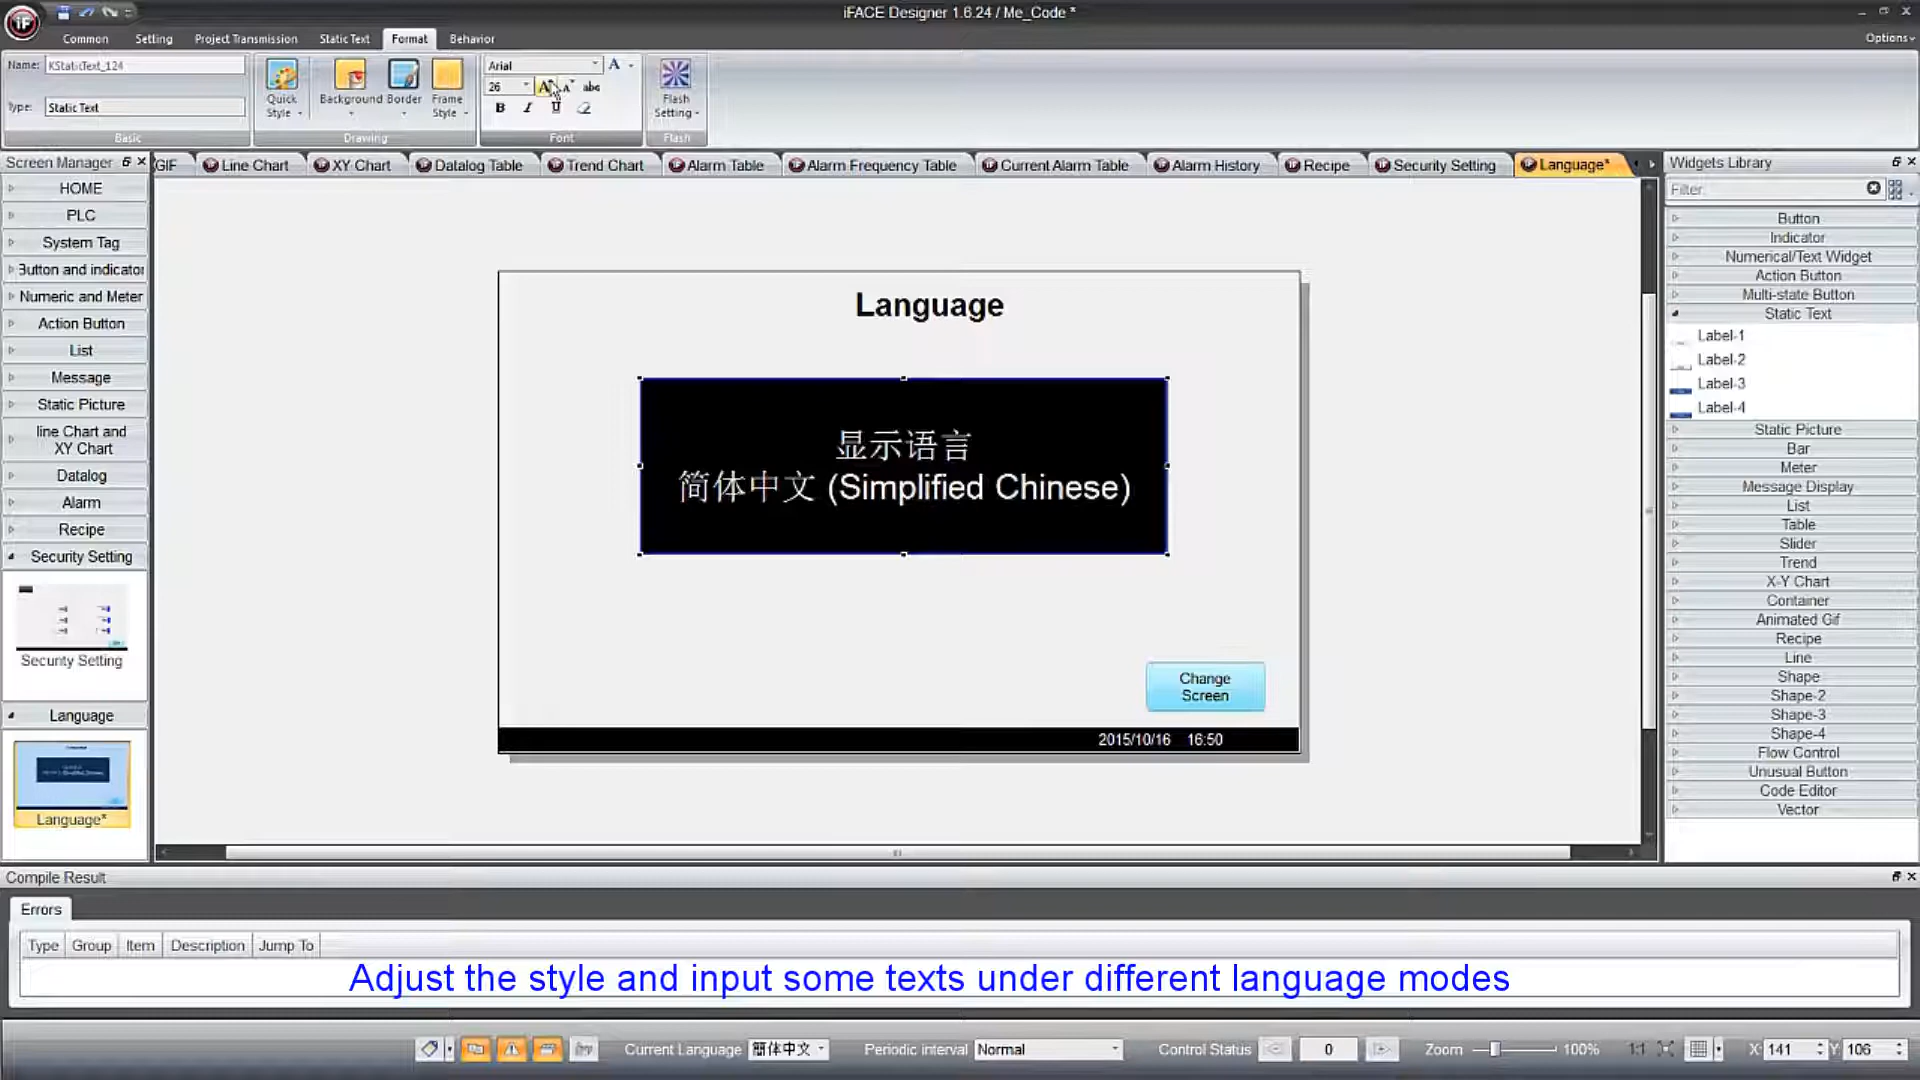 iFACE Designer 1.6.24 / Me_Code *
Common Setting Project Transmission Static Text Format Behavior Options
Name: KStaticText_124
Type: Static Text
Basic
Quick Style
Background
Border
Frame Style
Drawing
Arial
26
abc
B I U
Font
Flash Setting
Flash
Screen Manager
GIF Line Chart XY Chart Datalog Table Trend Chart Alarm Table Alarm Frequency Table Current Alarm Table Alarm History Recipe Security Setting Language*
HOME
PLC
System Tag
Button and indicator
Numeric and Meter
Action Button
List
Message
Static Picture
line Chart and
XY Chart
Datalog
Alarm
Recipe
Security Setting
Security Setting
Language
Language*
Language
显示语言
简体中文 (Simplified Chinese)
Change
Screen
2015/10/16 16:50
Widgets Library
Filter
Button
Indicator
Numerical/Text Widget
Action Button
Multi-state Button
Static Text
Label-1
Label-2
Label-3
Label-4
Static Picture
Bar
Meter
Message Display
List
Table
Slider
Trend
X-Y Chart
Container
Animated Gif
Recipe
Line
Shape
Shape-2
Shape-3
Shape-4
Flow Control
Unusual Button
Code Editor
Vector
Compile Result
Errors
Type Group Item Description Jump To
Adjust the style and input some texts under different language modes
Current Language 簡体中文 Periodic interval Normal Control Status 0 Zoom 100% 1:1 X: 141 Y: 106